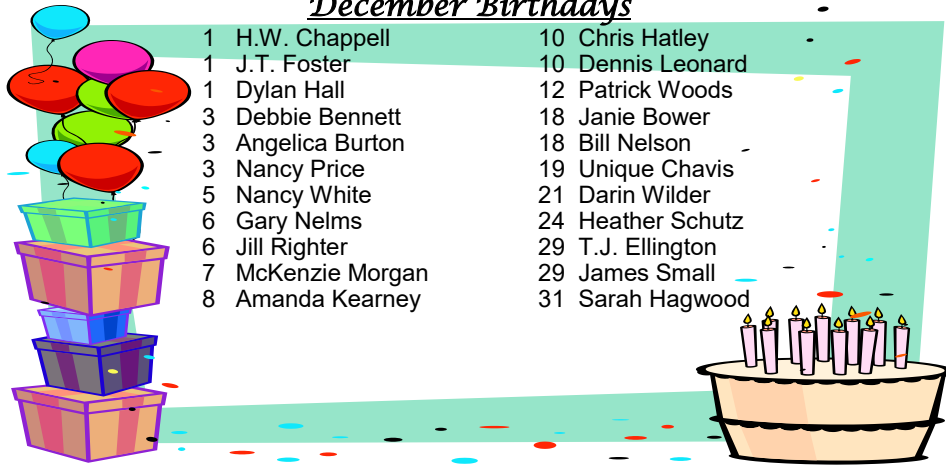 December Birthdays
1 H.W. Chappell
1 J.T. Foster
1 Dylan Hall
3 Debbie Bennett
3 Angelica Burton
3 Nancy Price
5 Nancy White
6 Gary Nelms
6 Jill Righter
7 McKenzie Morgan
8 Amanda Kearney
10 Chris Hatley
10 Dennis Leonard
12 Patrick Woods
18 Janie Bower
18 Bill Nelson
19 Unique Chavis
21 Darin Wilder
24 Heather Schutz
29 T.J. Ellington
29 James Small
31 Sarah Hagwood